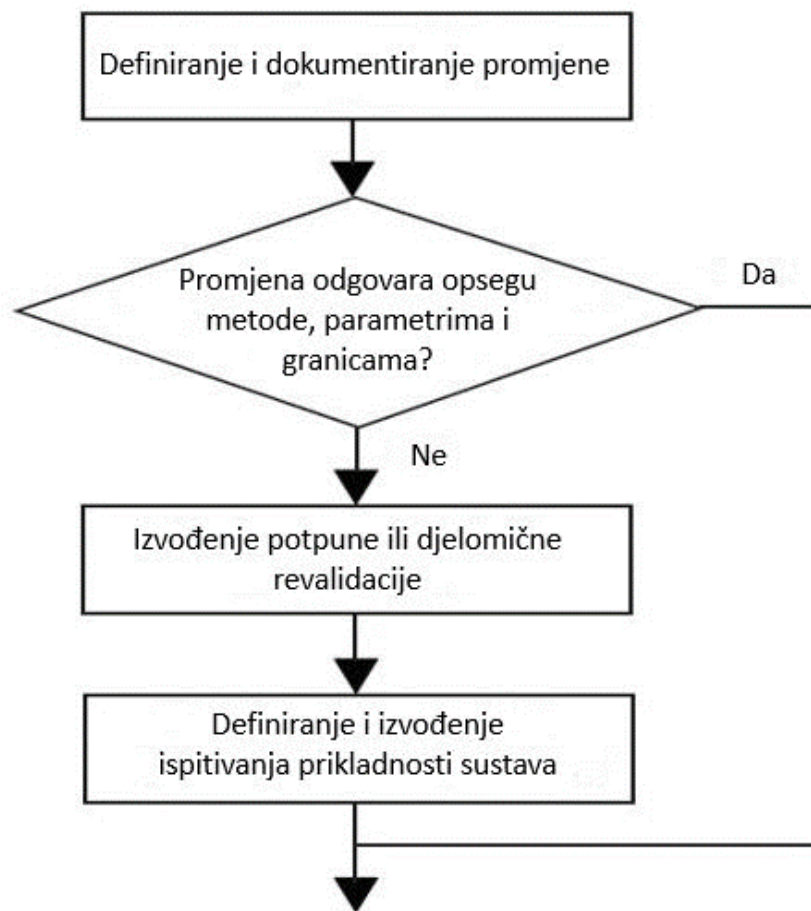 Definiranje i dokumentiranje promjene
Promjena odgovara opsegu
metode, parametrima i
granicama?
Da
Ne
Izvođenje potpune ili djelomične
revalidacije
Definiranje i izvođenje
ispitivanja prikladnosti sustava